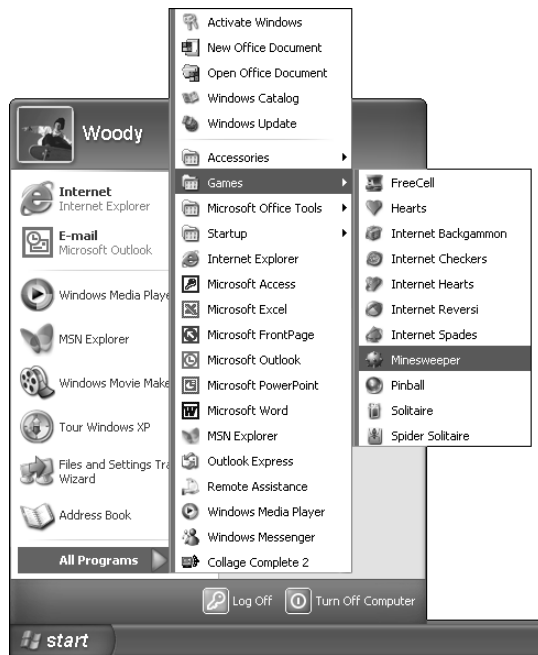 Woody
Internet
Internet Explorer
E-mail
Microsoft Outlook
Windows Media Playe
MSN Explorer
Windows Movie Make
Tour Windows XP
Files and Settings Tra
Wizard
Address Book
All Programs
Activate Windows
New Office Document
Open Office Document
Windows Catalog
Windows Update
Accessories
Games
Microsoft Office Tools
Startup
Internet Explorer
Microsoft Access
Microsoft Excel
Microsoft FrontPage
Microsoft Outlook
Microsoft PowerPoint
Microsoft Word
MSN Explorer
Outlook Express
Remote Assistance
Windows Media Player
Windows Messenger
Collage Complete 2
FreeCell
Hearts
Internet Backgammon
Internet Checkers
Internet Hearts
Internet Reversi
Internet Spades
Minesweeper
Pinball
Solitaire
Spider Solitaire
Log Off
Turn Off Computer
start